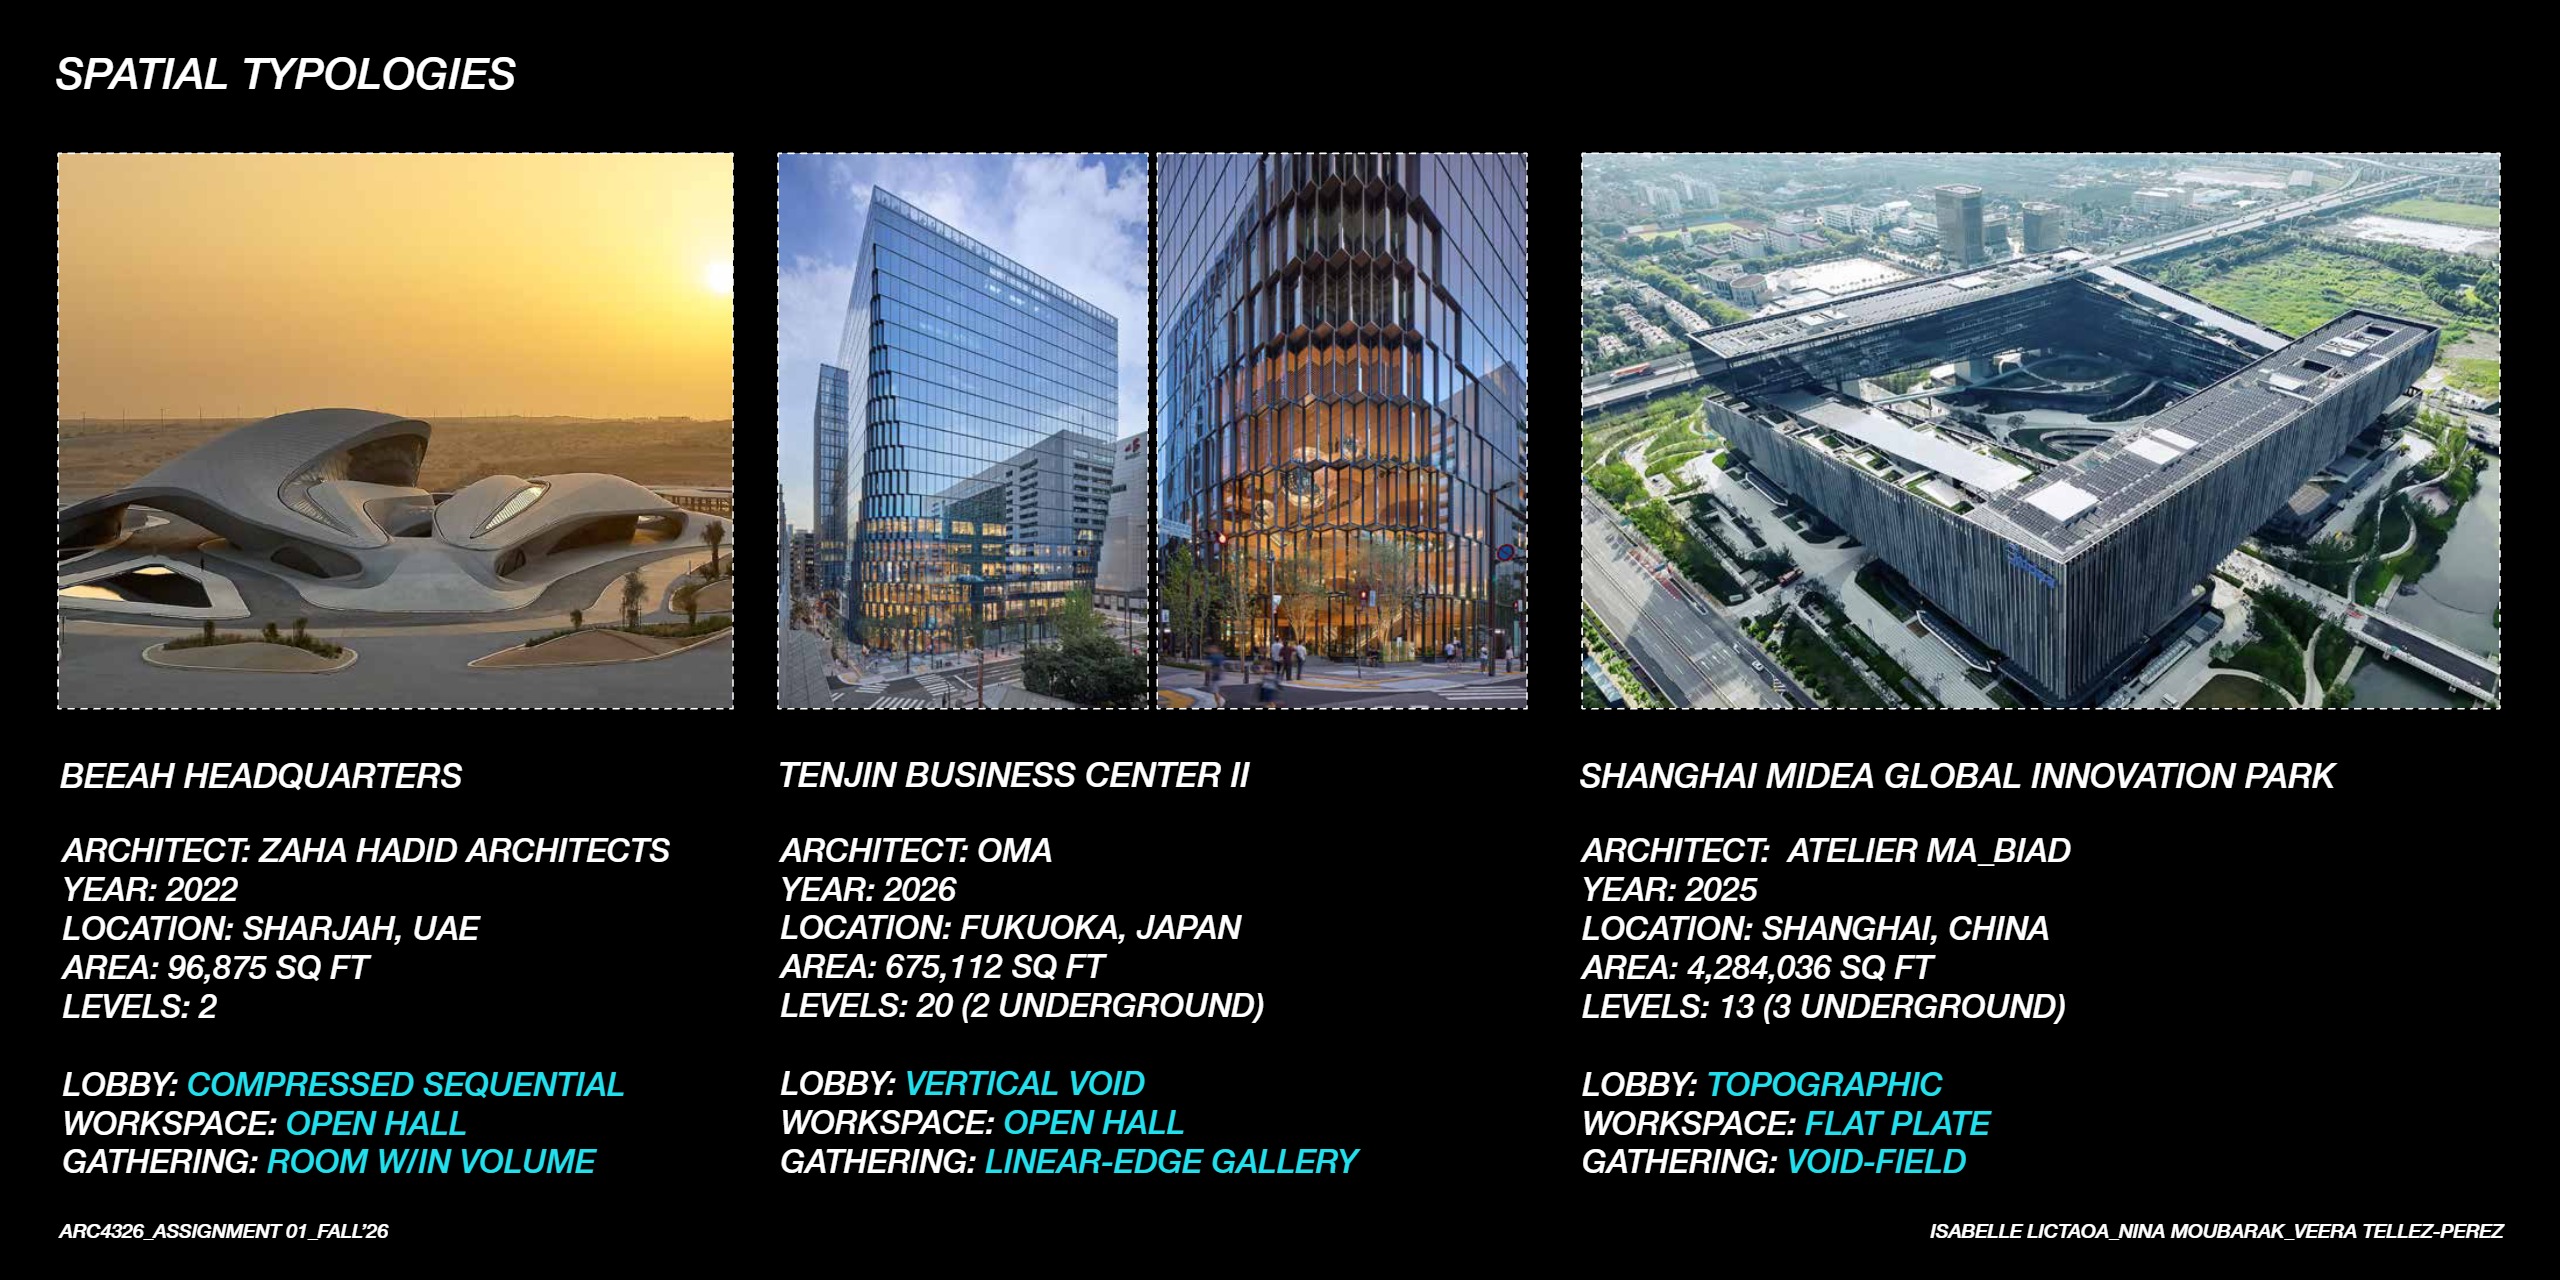 SPATIAL TYPOLOGIES
BEEAH HEADQUARTERS
ARCHITECT: ZAHA HADID ARCHITECTS
YEAR: 2022
LOCATION: SHARJAH, UAE
AREA: 96,875 SQ FT
LEVELS: 2
LOBBY: COMPRESSED SEQUENTIAL
WORKSPACE: OPEN HALL
GATHERING: ROOM W/IN VOLUME
TENJIN BUSINESS CENTER II
ARCHITECT: OMA
YEAR: 2026
LOCATION: FUKUOKA, JAPAN
AREA: 675,112 SQ FT
LEVELS: 20 (2 UNDERGROUND)
LOBBY: VERTICAL VOID
WORKSPACE: OPEN HALL
GATHERING: LINEAR-EDGE GALLERY
SHANGHAI MIDEA GLOBAL INNOVATION PARK
ARCHITECT:  ATELIER MA_BIAD
YEAR: 2025
LOCATION: SHANGHAI, CHINA
AREA: 4,284,036 SQ FT
LEVELS: 13 (3 UNDERGROUND)
LOBBY: TOPOGRAPHIC
WORKSPACE: FLAT PLATE
GATHERING: VOID-FIELD
ARC4326_ASSIGNMENT 01_FALL’26
ISABELLE LICTAOA_NINA MOUBARAK_VEERA TELLEZ-PEREZ